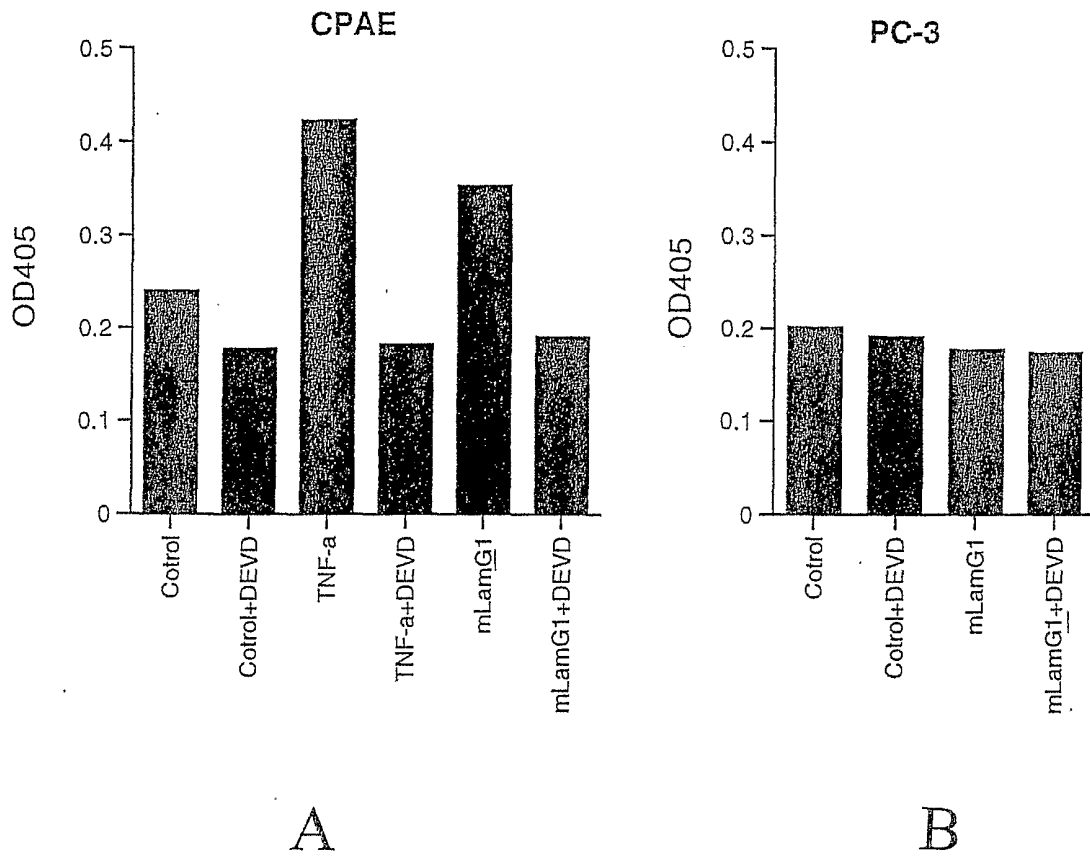 CPAE
0.5
0.4
0.3
0.2
0.1
0
OD405
Cotrol
Cotrol+DEVD
TNF-a
TNF-a+DEVD
mLamG1
mLamG1+DEVD
A
PC-3
0.5
0.4
0.3
0.2
0.1
0
OD405
Cotrol
Cotrol+DEVD
mLamG1
mLamG1+DEVD
B